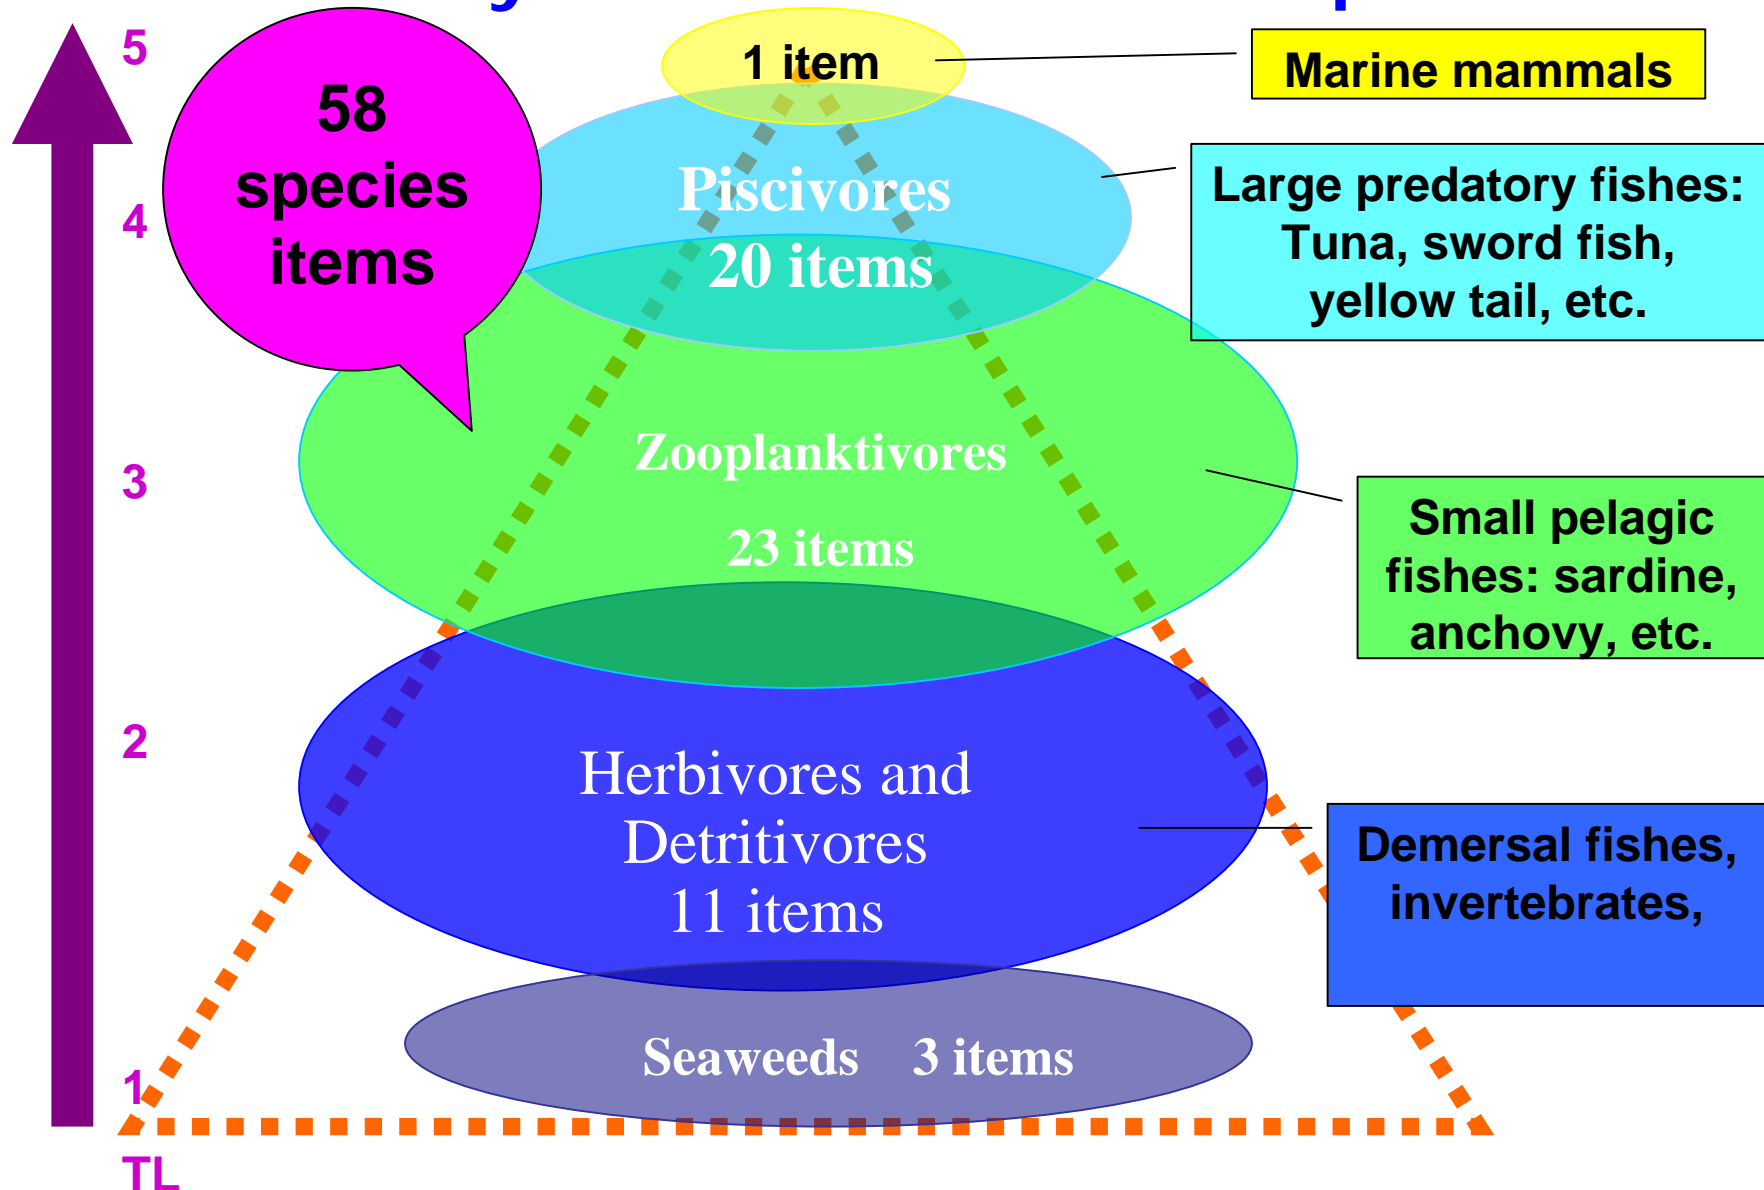 5
4
3
2
1
TL
58
species
items
1 item
Piscivores
20 items
Zooplanktivores
23 items
Herbivores and
Detritivores
11 items
Seaweeds 3 items
Marine mammals
Large predatory fishes:
Tuna, sword fish,
yellow tail, etc.
Small pelagic
fishes: sardine,
anchovy, etc.
Demersal fishes,
invertebrates,